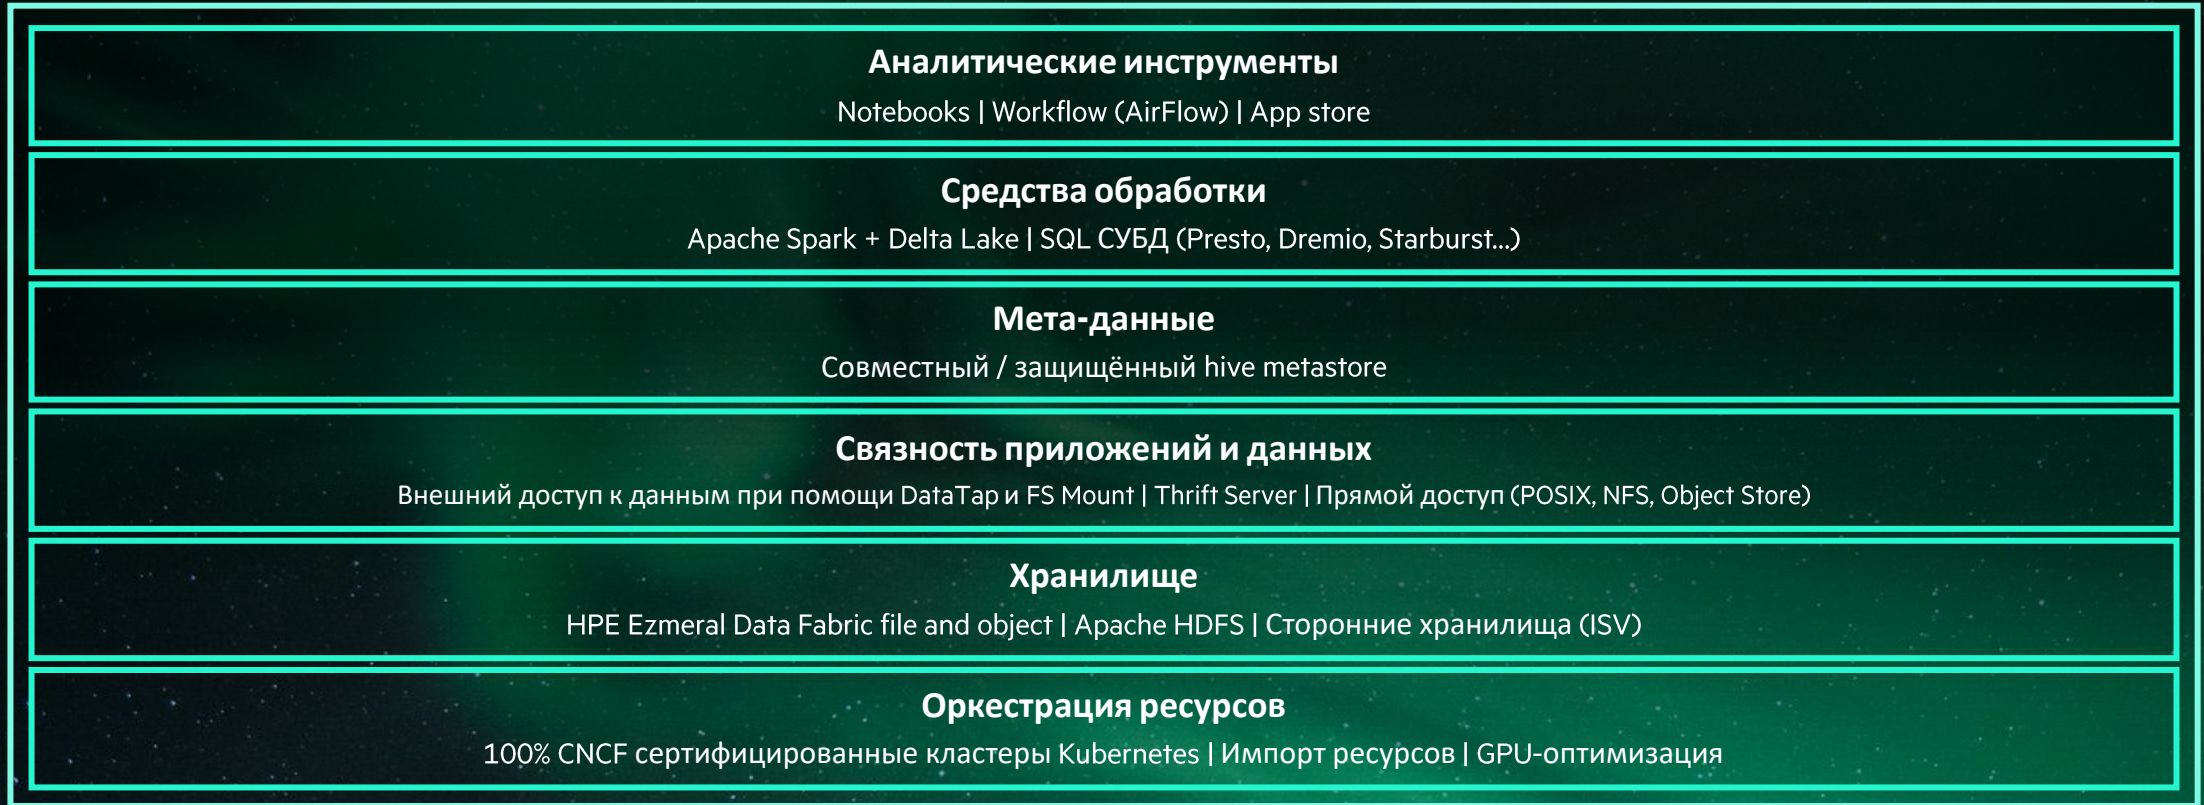 Аналитические инструменты
Notebooks | Workflow (AirFlow) | App store
Средства обработки
Apache Spark + Delta Lake | SQL СУБД (Presto, Dremio, Starburst...)
Мета-данные
Совместный / защищённый hive metastore
Связность приложений и данных
Внешний доступ к данным при помощи DataTap и FS Mount | Thrift Server | Прямой доступ (POSIX, NFS, Object Store)
Хранилище
HPE Ezmeral Data Fabric file and object | Apache HDFS | Сторонние хранилища (ISV)
Оркестрация ресурсов
100% CNCF сертифицированные кластеры Kubernetes | Импорт ресурсов | GPU-оптимизация